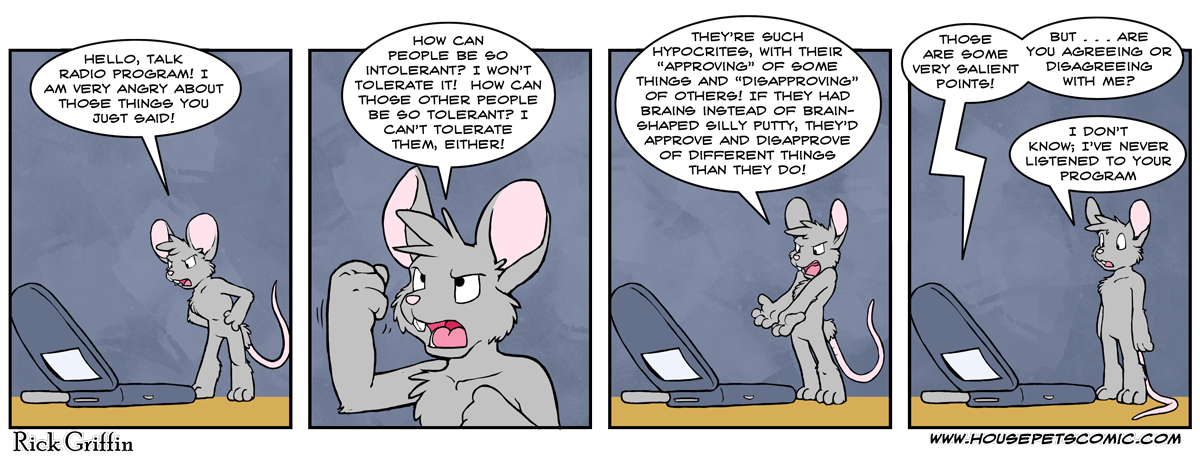 HELLO, TALK
RADIO PROGRAM! I
AM VERY ANGRY ABOUT
THOSE THINGS YOU
JUST SAID!
HOW CAN
PEOPLE BE SO
INTOLERANT? I WON'T
TOLERATE IT! HOW CAN
THOSE OTHER PEOPLE
BE SO TOLERANT? I
CAN'T TOLERATE
THEM, EITHER!
THEY'RE SUCH
HYPOCRITES, WITH THEIR
"APPROVING" OF SOME
THINGS AND "DISAPPROVING"
OF OTHERS! IF THEY HAD
BRAINS INSTEAD OF BRAIN-
SHAPED SILLY PUTTY, THEY'D
APPROVE AND DISAPPROVE
OF DIFFERENT THINGS
THAN THEY DO!
THOSE
ARE SOME
VERY SALIENT
POINTS!
BUT . . . ARE
YOU AGREEING OR
DISAGREEING
WITH ME?
I DON'T
KNOW; I'VE NEVER
LISTENED TO YOUR
PROGRAM
Rick Griffin
WWW.HOUSEPETSCOMIC.COM